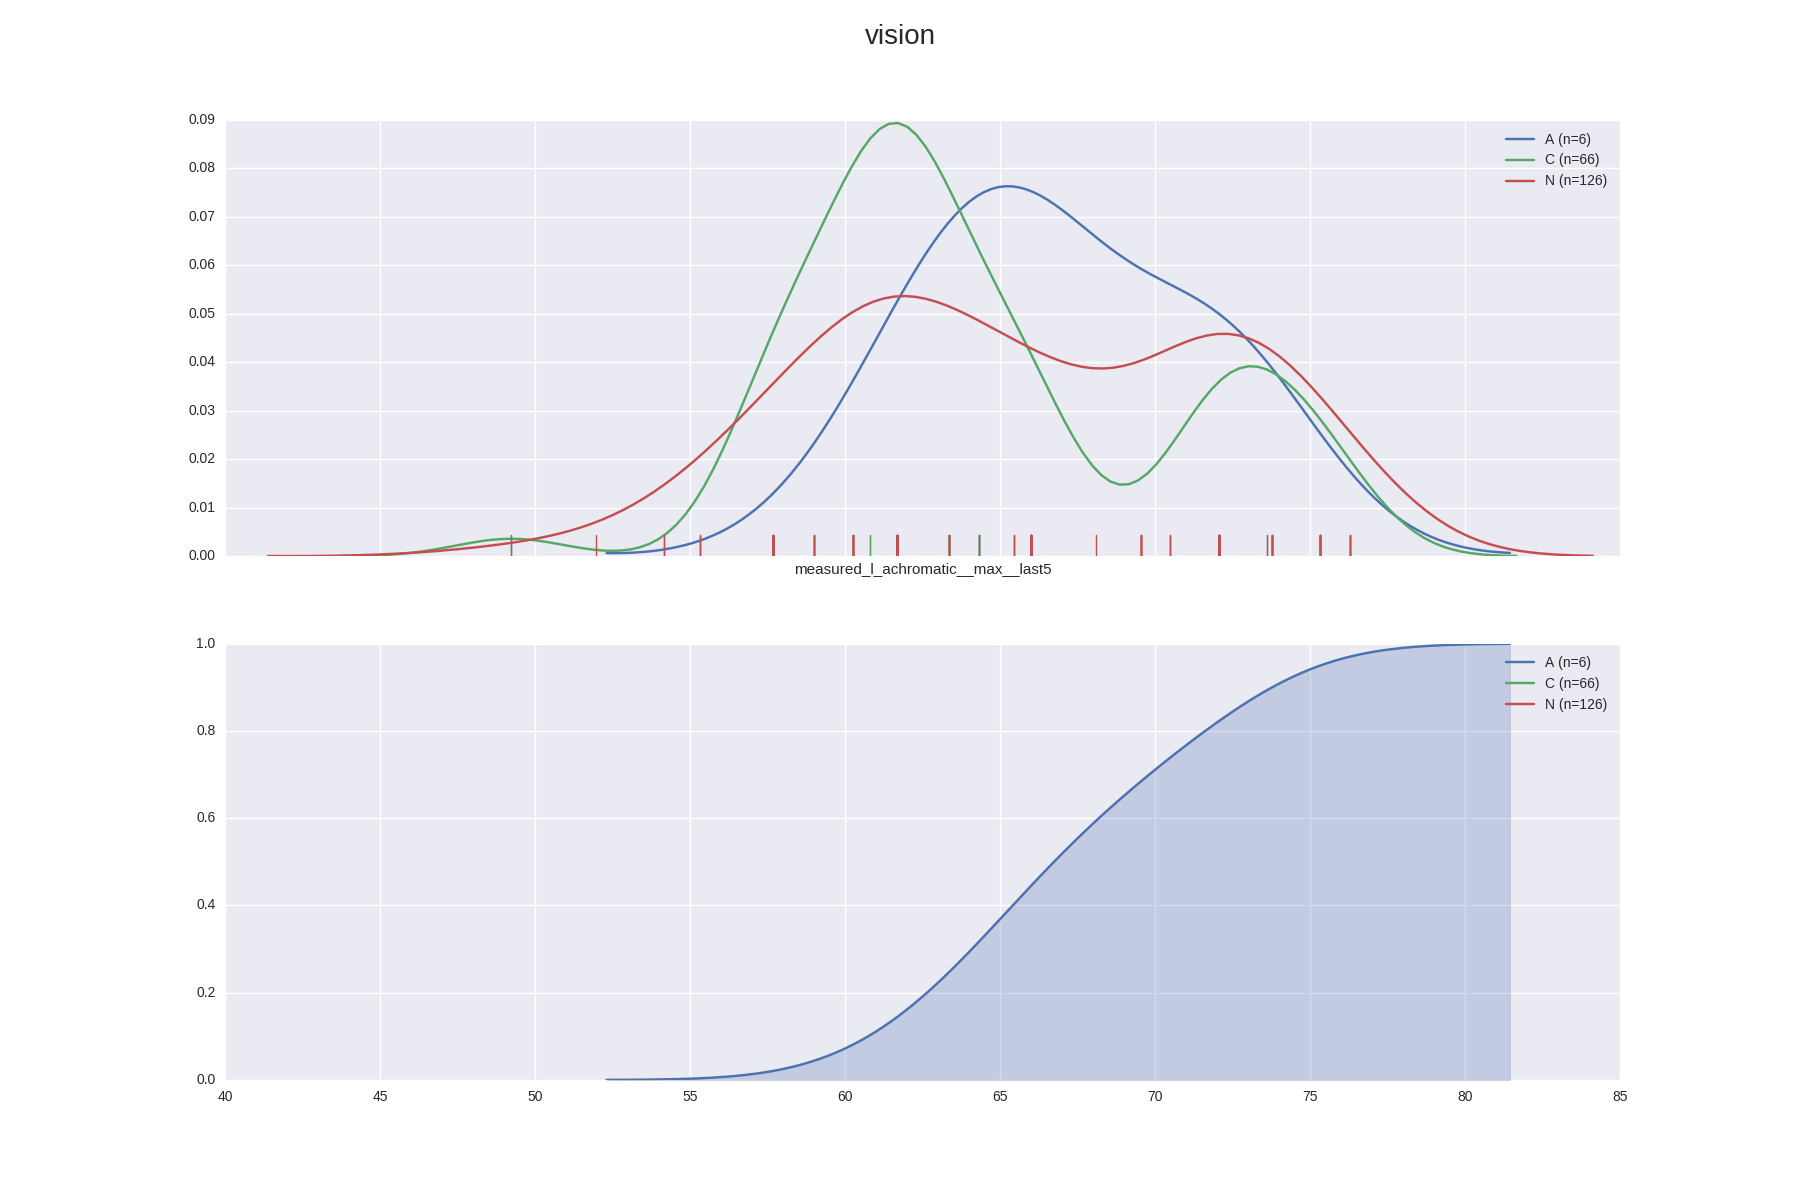 vision
0.09
0.08
0.07
0.06
0.05
0.04
0.03
0.02
0.01
0.00
A (n=6)
C (n=66)
N (n=126)
measured_l_achromatic__max__last5
1.0
0.8
0.6
0.4
0.2
0.0
A (n=6)
C (n=66)
N (n=126)
40 45 50 55 60 65 70 75 80 85